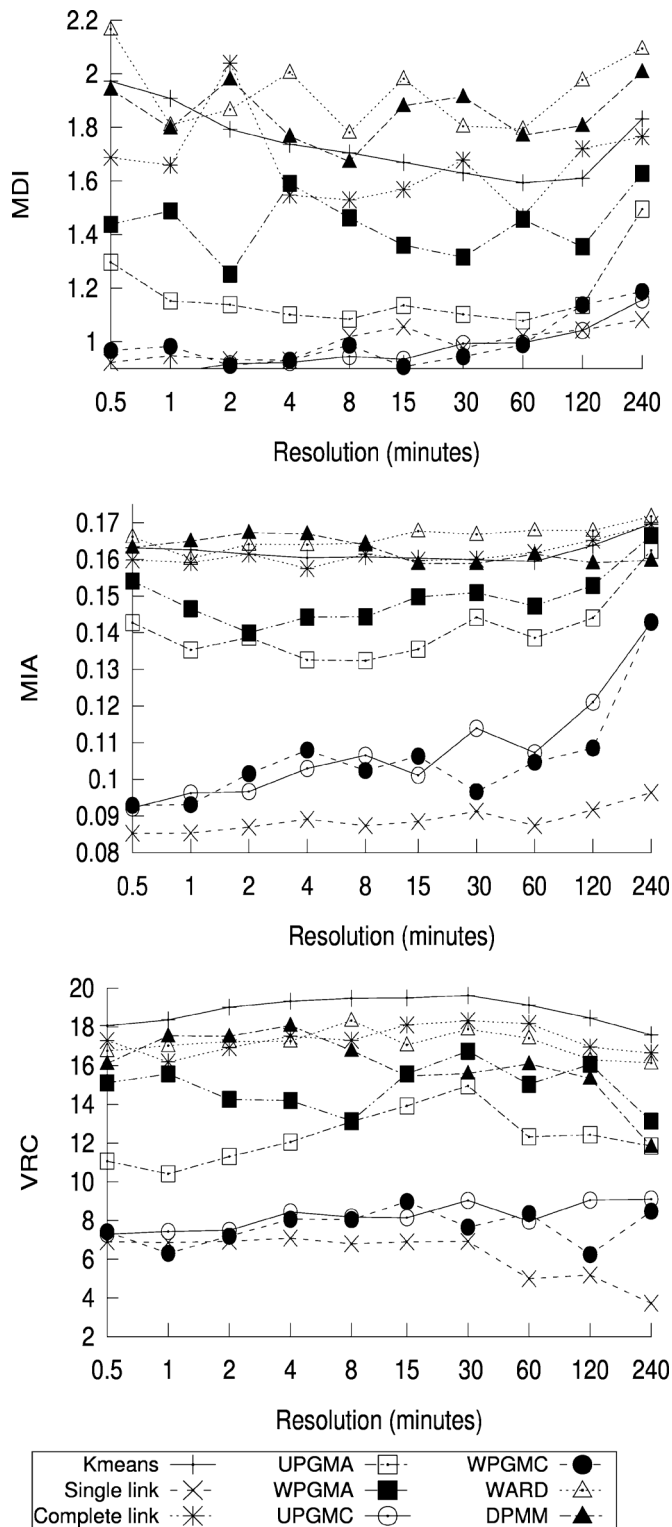 2.2
2
1.8
1.6
1.4
1.2
1
MDI
0.5 1 2 4 8 15 30 60 120 240
Resolution (minutes)
0.17
0.16
0.15
0.14
0.13
0.12
0.11
0.1
0.09
0.08
MIA
0.5 1 2 4 8 15 30 60 120 240
Resolution (minutes)
20
18
16
14
12
10
8
6
4
2
VRC
0.5 1 2 4 8 15 30 60 120 240
Resolution (minutes)
Kmeans UPGMA WPGMC
Single link WPGMA WARD
Complete link UPGMC DPMM